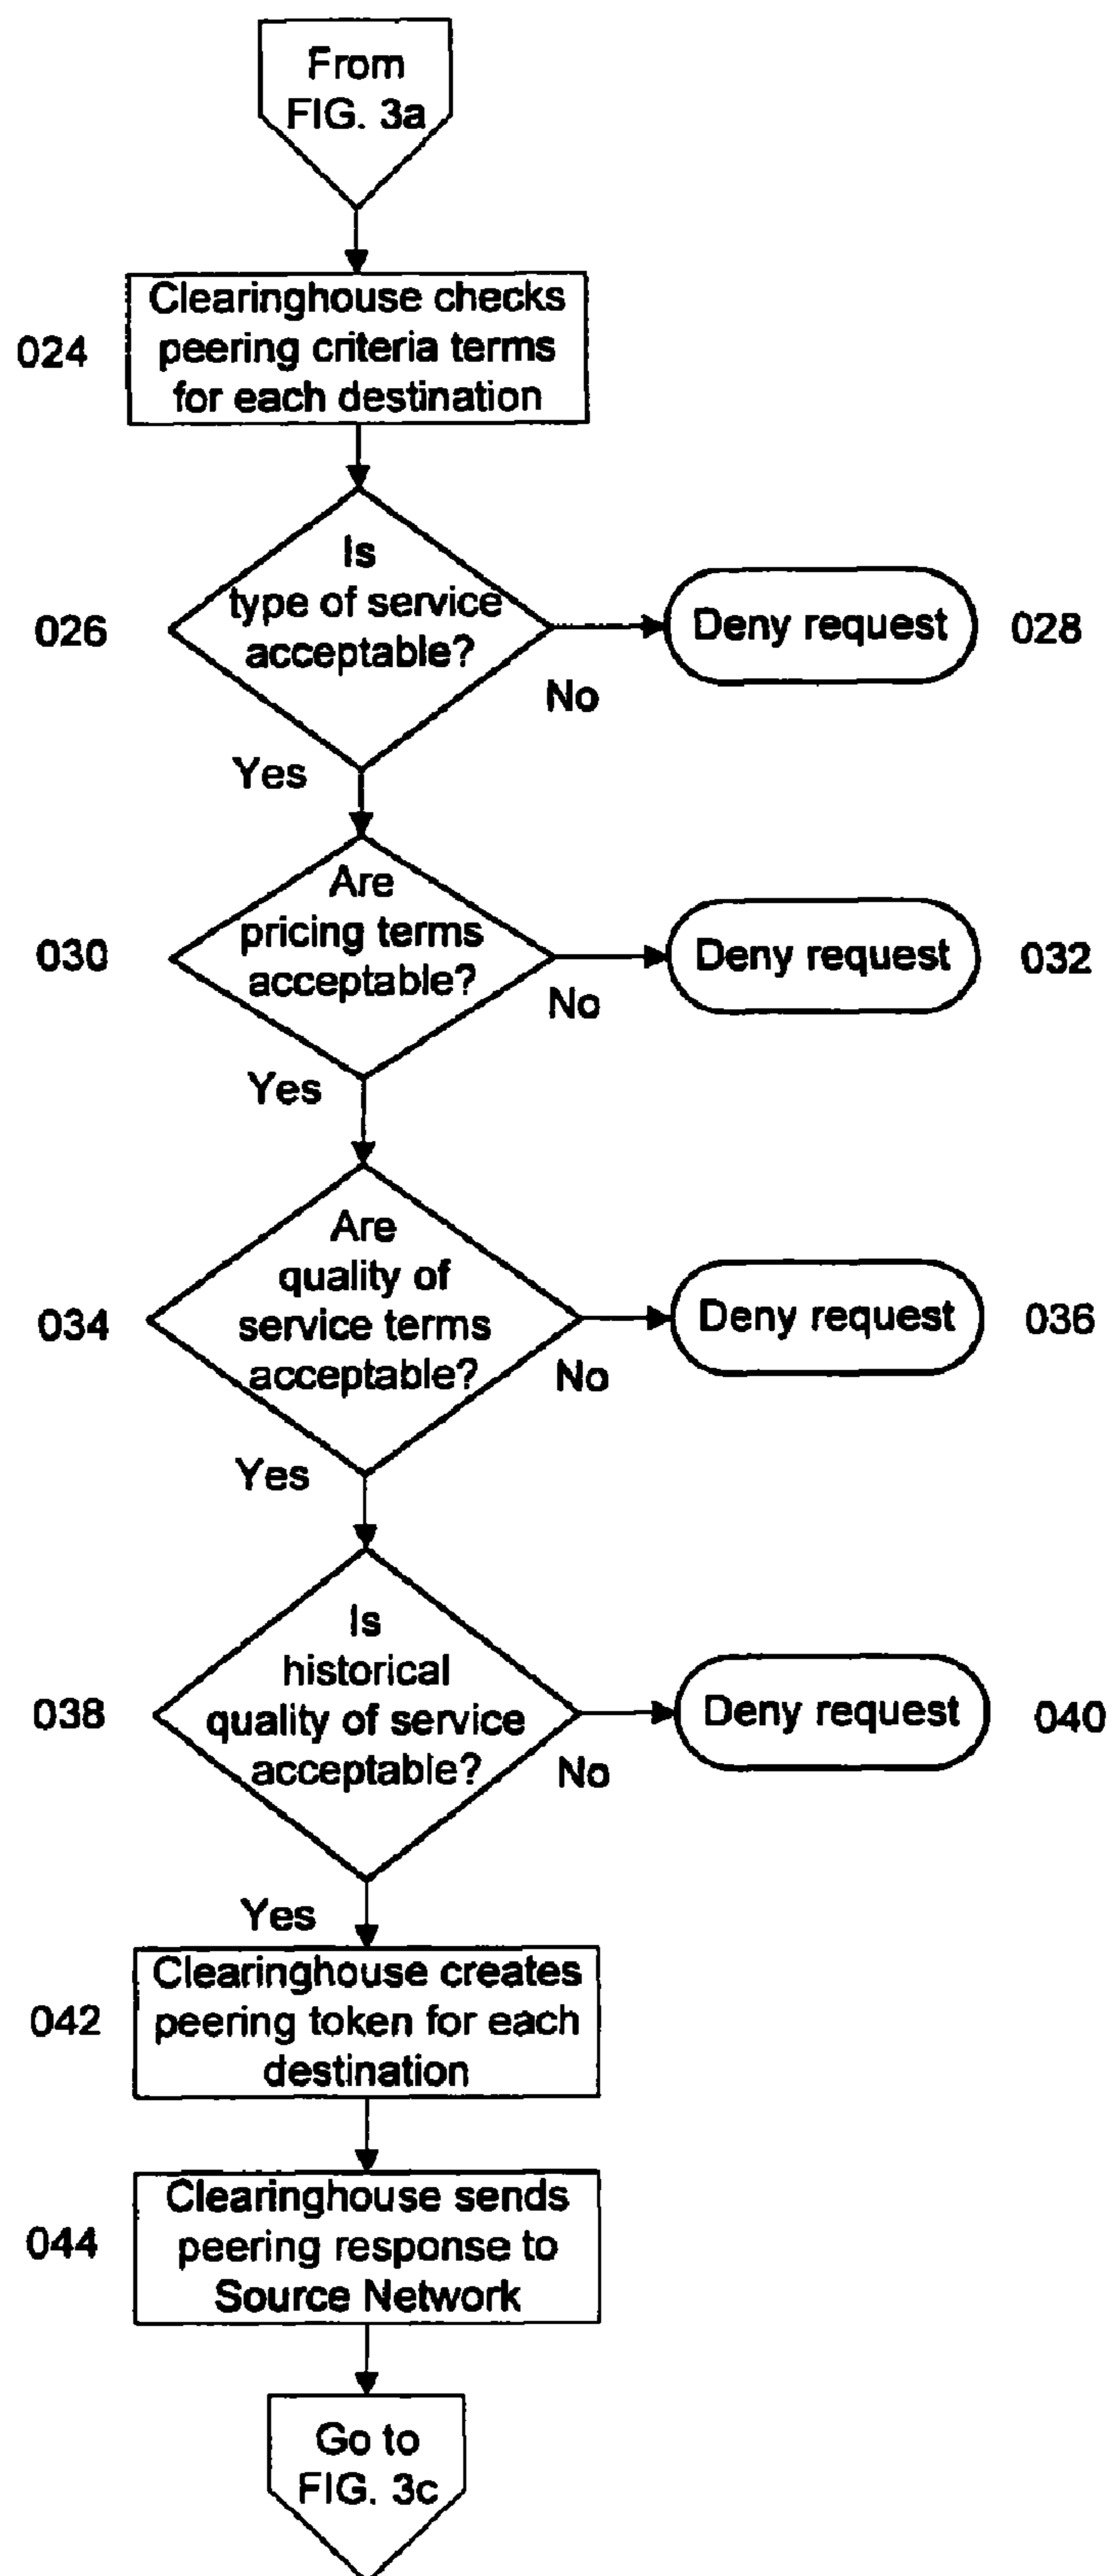 From
FIG. 3a
024
Clearinghouse checks
peering criteria terms
for each destination
026
Is
type of service
acceptable?
No
Deny request
028
Yes
030
Are
pricing terms
acceptable?
No
Deny request
032
Yes
034
Are
quality of
service terms
acceptable?
No
Deny request
036
Yes
038
Is
historical
quality of service
acceptable?
No
Deny request
040
Yes
042
Clearinghouse creates
peering token for each
destination
044
Clearinghouse sends
peering response to
Source Network
Go to
FIG. 3c